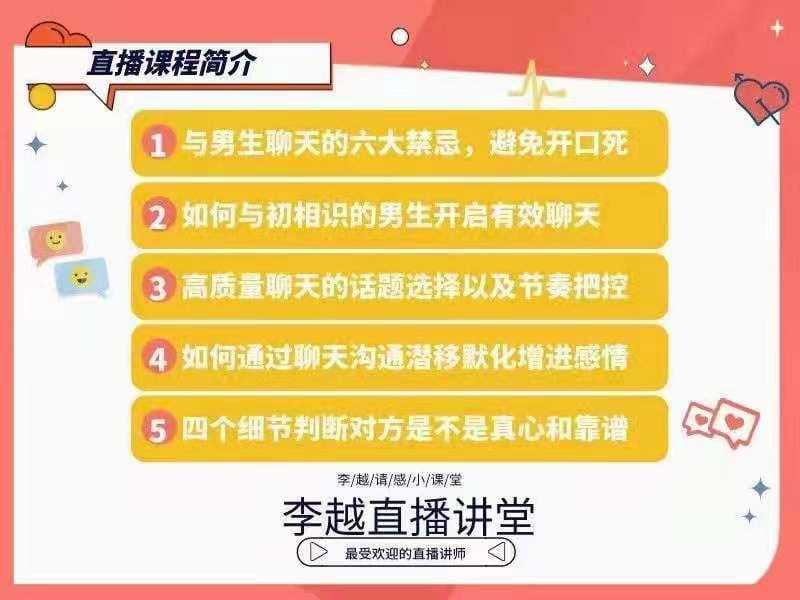 直播课程简介
1 与男生聊天的六大禁忌，避免开口死
2 如何与初相识的男生开启有效聊天
3 高质量聊天的话题选择以及节奏把控
4 如何通过聊天沟通潜移默化增进感情
5 四个细节判断对方是不是真心和靠谱
李/越/请/感/小/课/堂
李越直播讲堂
最受欢迎的直播讲师